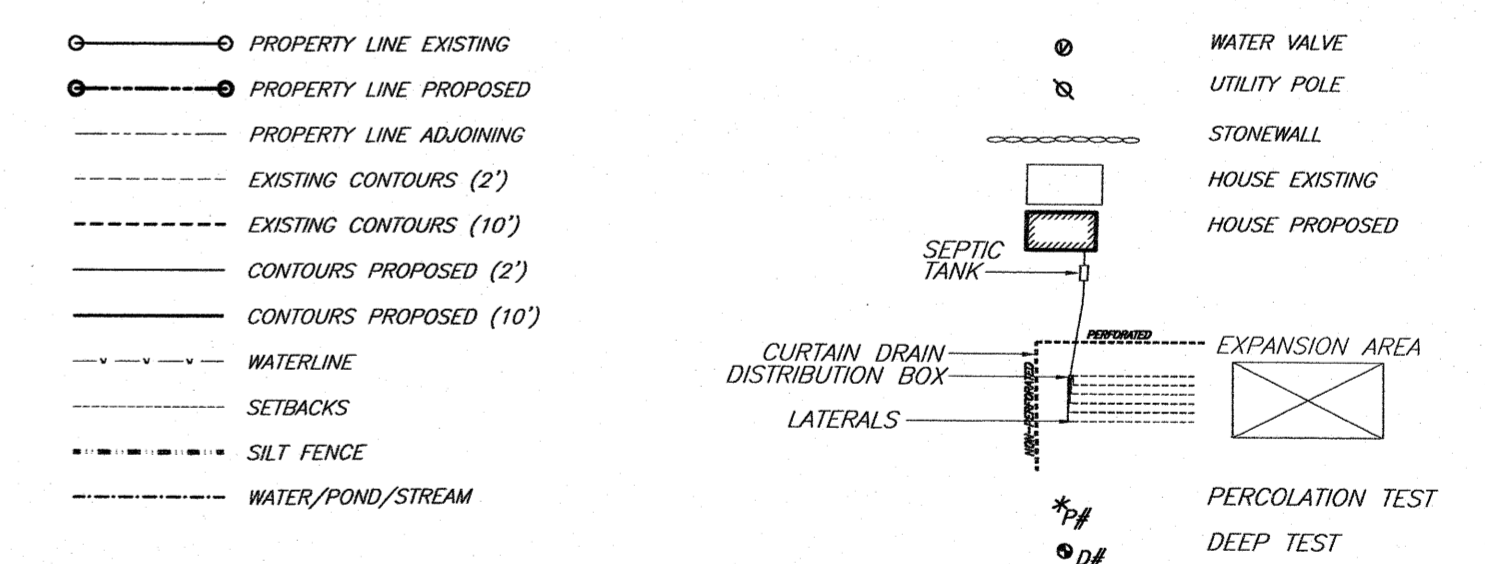 PROPERTY LINE EXISTING
PROPERTY LINE PROPOSED
PROPERTY LINE ADJOINING
EXISTING CONTOURS (2')
EXISTING CONTOURS (10')
CONTOURS PROPOSED (2')
CONTOURS PROPOSED (10')
WATERLINE
SETBACKS
SILT FENCE
WATER/POND/STREAM
WATER VALVE
UTILITY POLE
STONEWALL
HOUSE EXISTING
HOUSE PROPOSED
SEPTIC
TANK
PERFORATED
CURTAIN DRAIN
DISTRIBUTION BOX
LATERALS
NON-PERFORATED
EXPANSION AREA
*P#
PERCOLATION TEST
D#
DEEP TEST